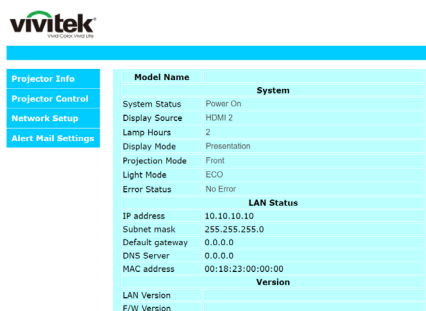 vivitek
Vivid Color, Vivid Life
Projector Info
Projector Control
Network Setup
Alert Mail Settings
Model Name
System
System Status Power On
Display Source HDMI 2
Lamp Hours 2
Display Mode Presentation
Projection Mode Front
Light Mode ECO
Error Status No Error
LAN Status
IP address 10.10.10.10
Subnet mask 255.255.255.0
Default gateway 0.0.0.0
DNS Server 0.0.0.0
MAC address 00:18:23:00:00:00
Version
LAN Version
F/W Version